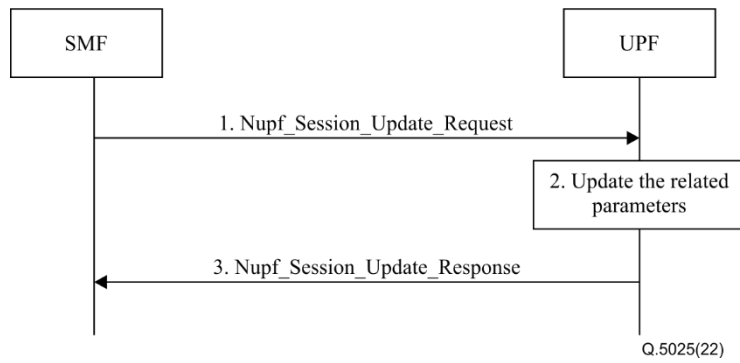 SMF
UPF
1. Nupf_Session_Update_Request
2. Update the related
parameters
3. Nupf_Session_Update_Response
Q.5025(22)